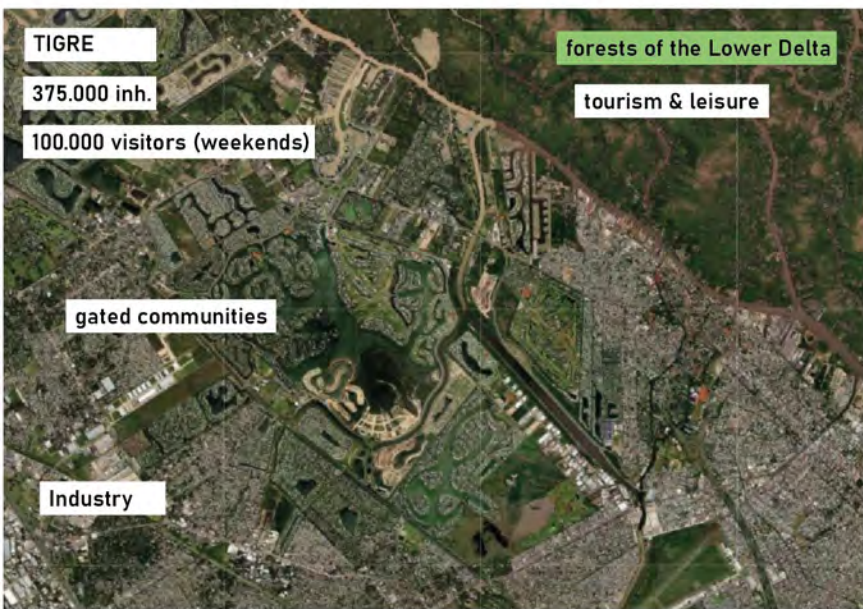 TIGRE
375.000 inh.
100.000 visitors (weekends)
forests of the Lower Delta
tourism & leisure
gated communities
Industry